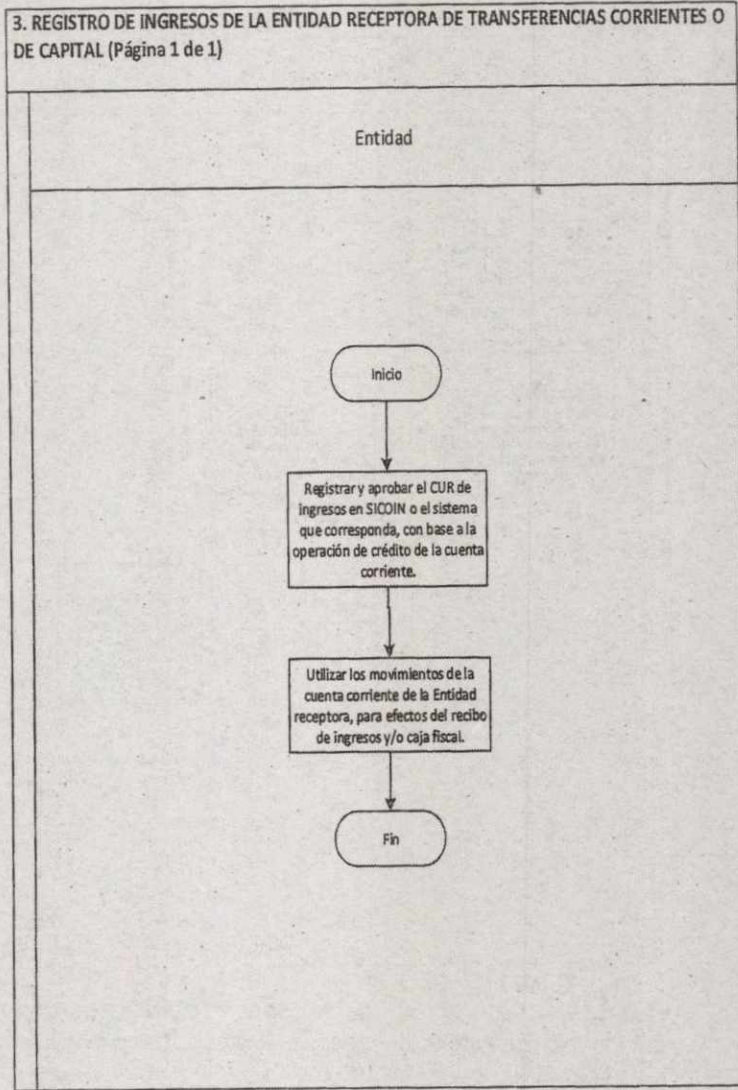 3. REGISTRO DE INGRESOS DE LA ENTIDAD RECEPTORA DE TRANSFERENCIAS CORRIENTES O
DE CAPITAL (Página 1 de 1)
Entidad
Inicio
Registrar y aprobar el CUR de
ingresos en SICOIN o el sistema
que corresponda, con base a la
operación de crédito de la cuenta
corriente.
Utilizar los movimientos de la
cuenta corriente de la Entidad
receptora, para efectos del recibo
de ingresos y/o caja fiscal.
Fin